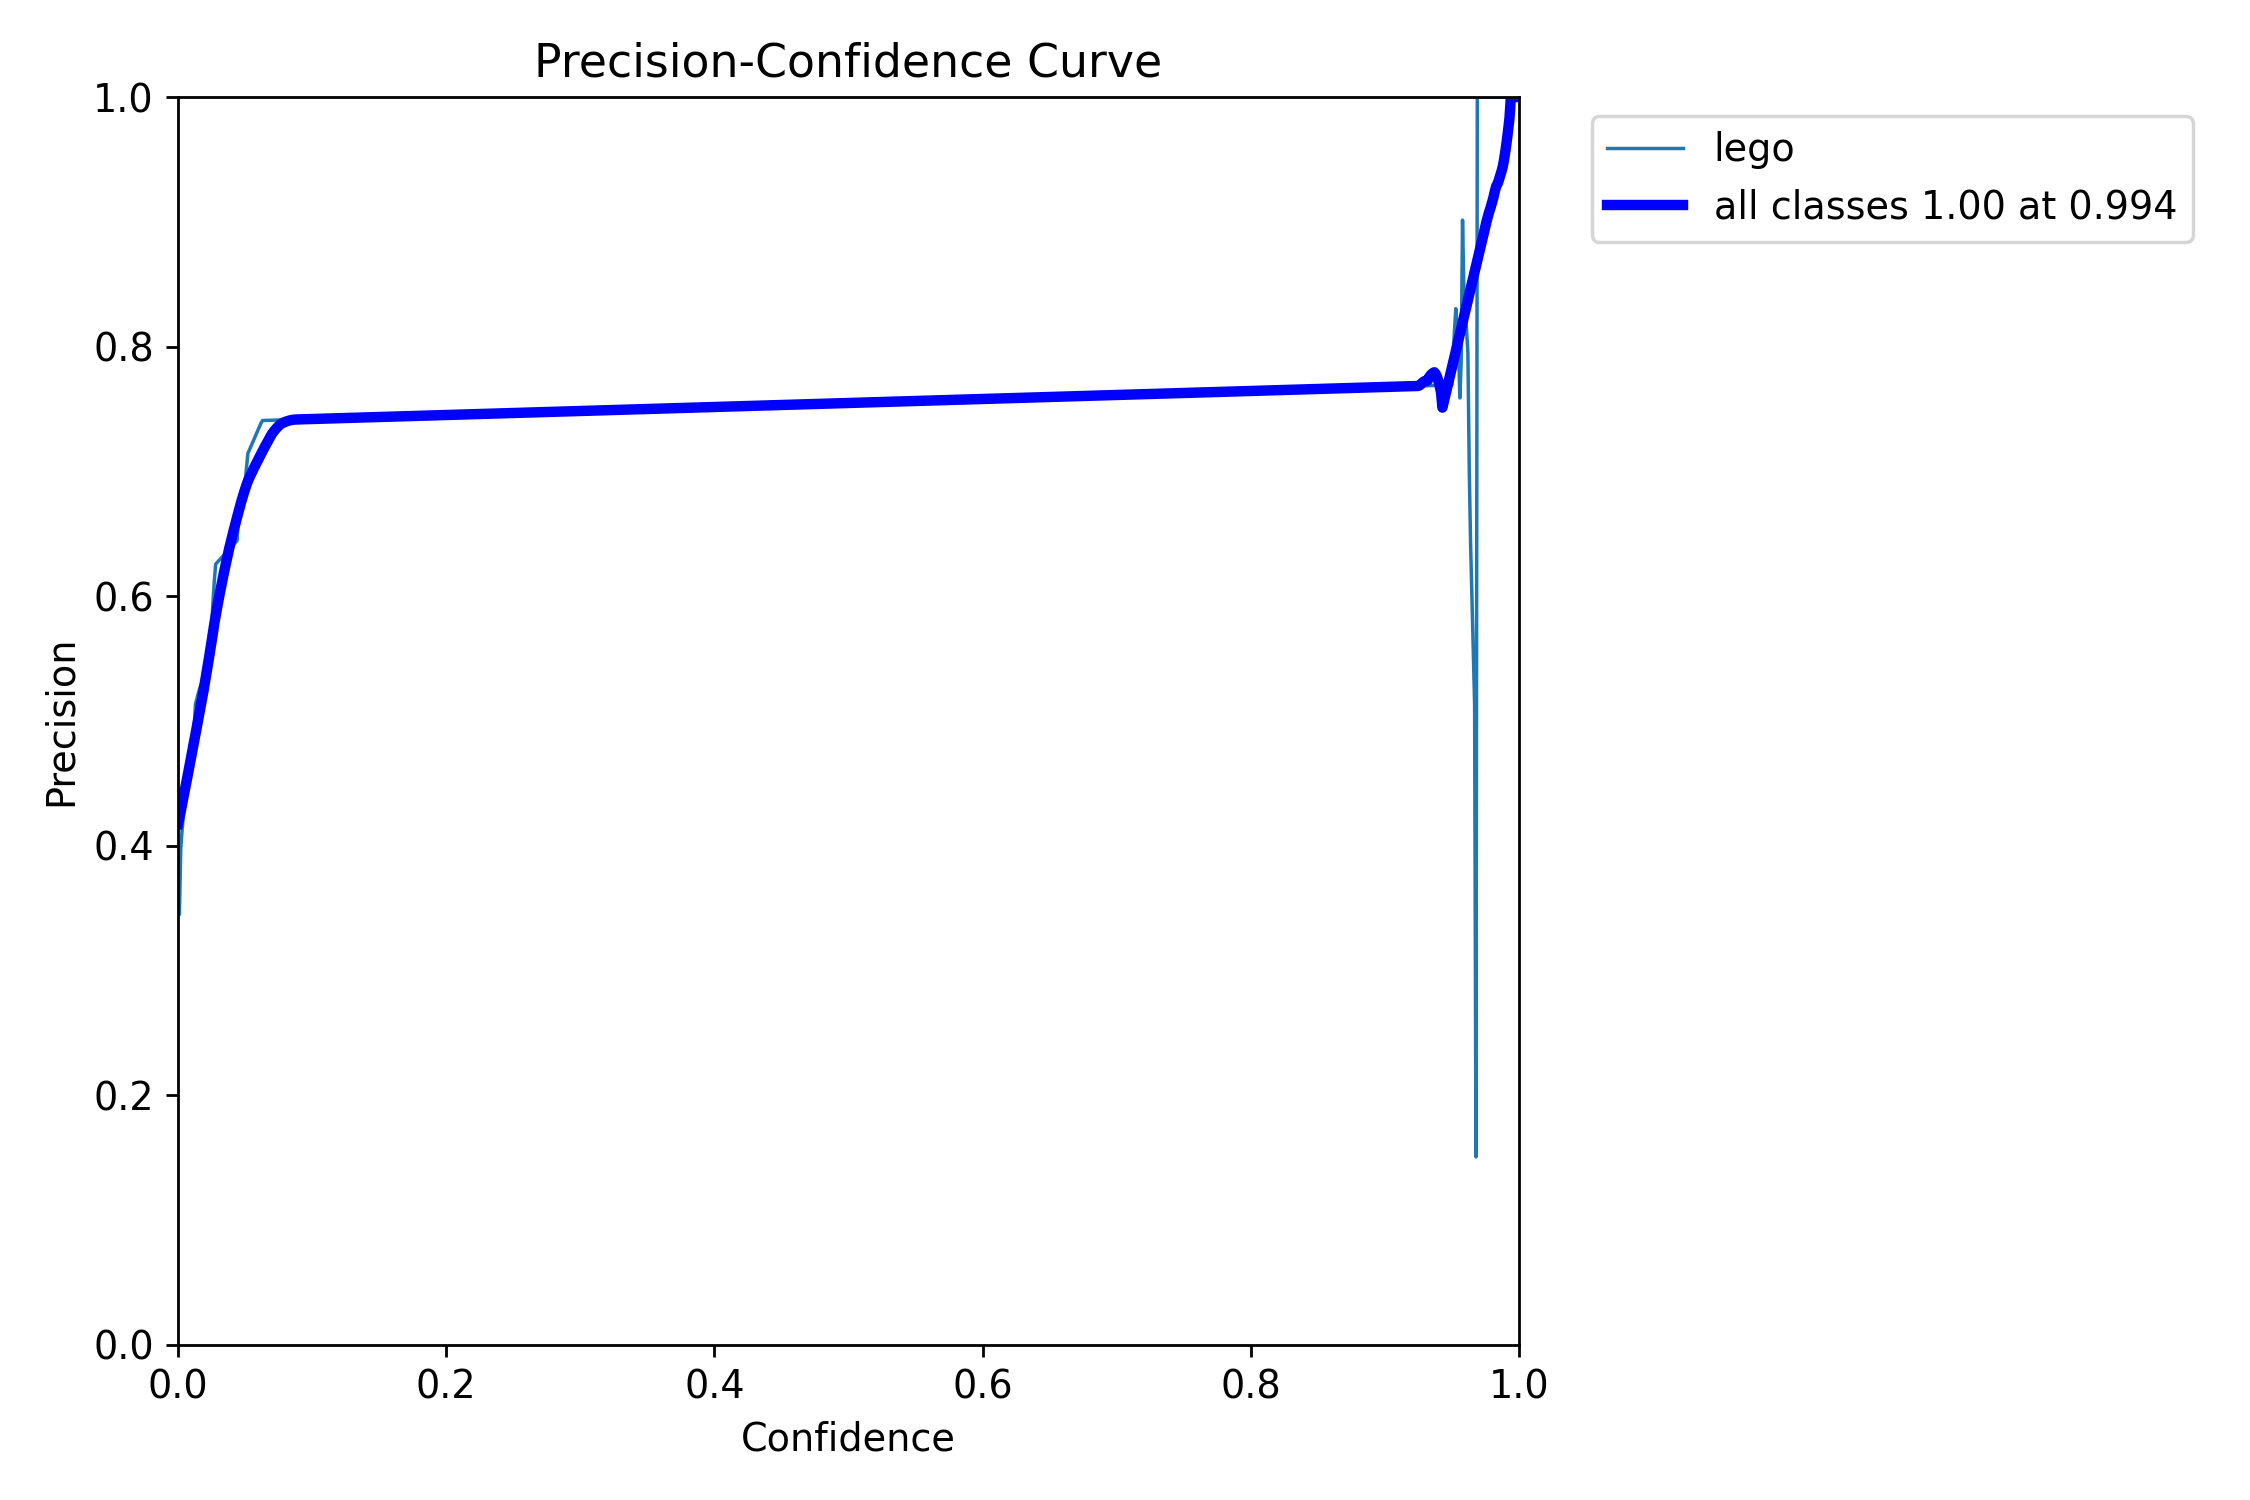 Precision-Confidence Curve
1.0
0.8
0.6
0.4
0.2
0.0
Precision
0.0 0.2 0.4 0.6 0.8 1.0
Confidence
lego
all classes 1.00 at 0.994